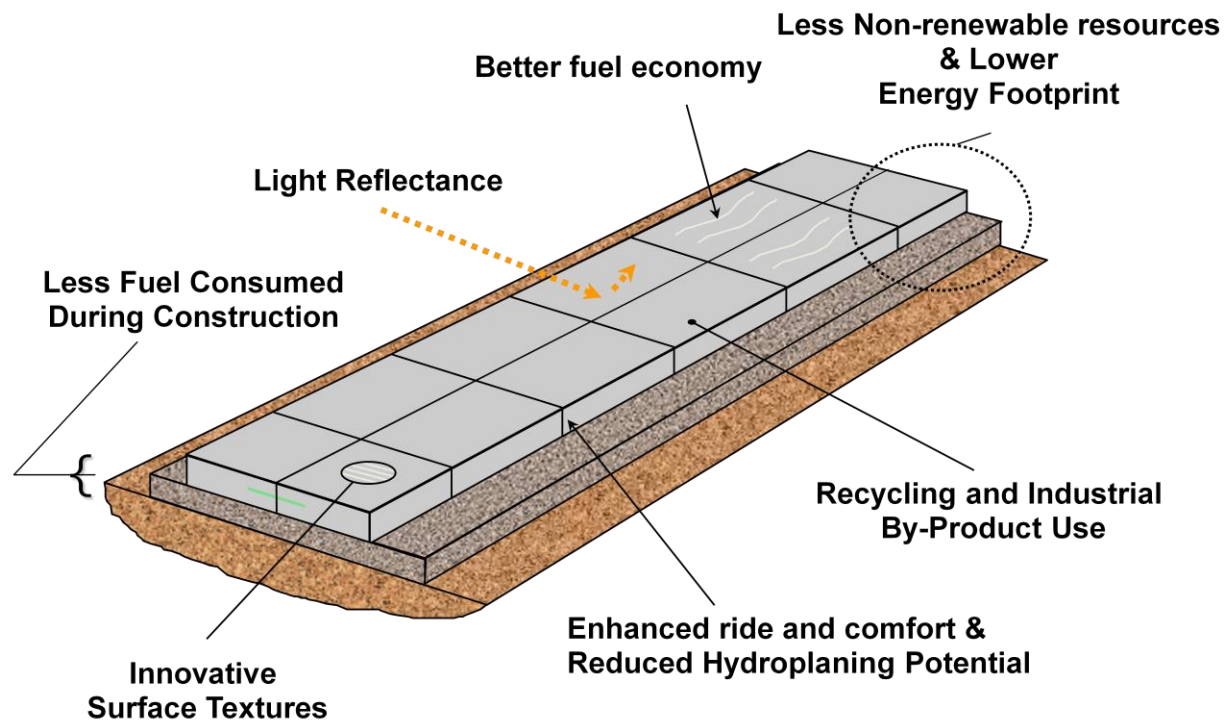 Less Non-renewable resources
& Lower
Energy Footprint
Better fuel economy
Light Reflectance
Less Fuel Consumed
During Construction
Recycling and Industrial
By-Product Use
Enhanced ride and comfort &
Reduced Hydroplaning Potential
Innovative
Surface Textures